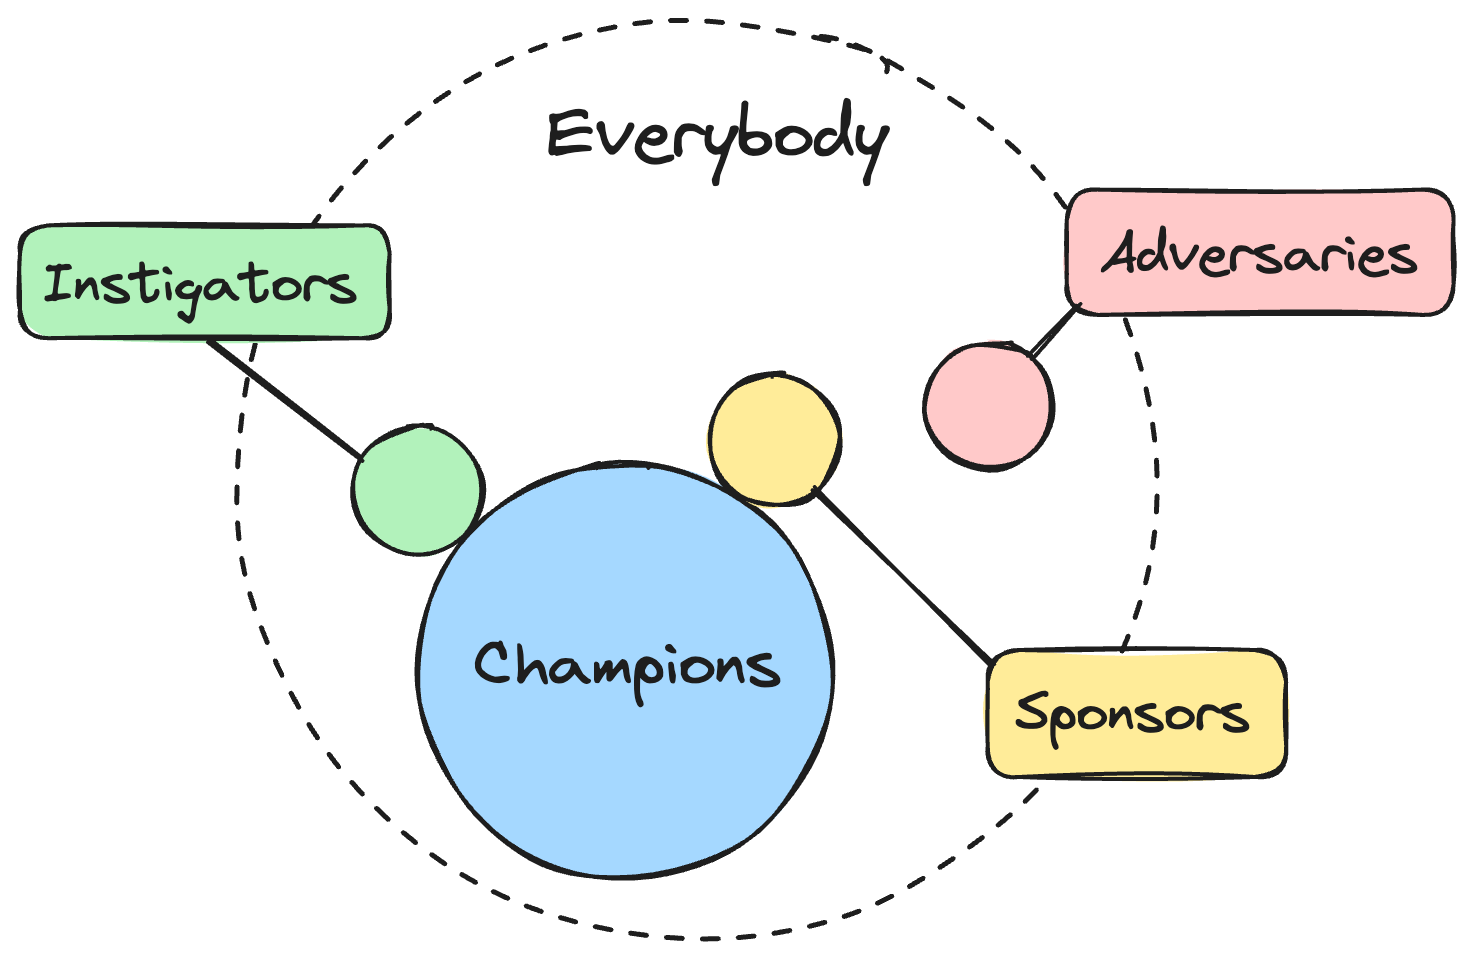 Everybody
Instigators
Adversaries
Champions
Sponsors